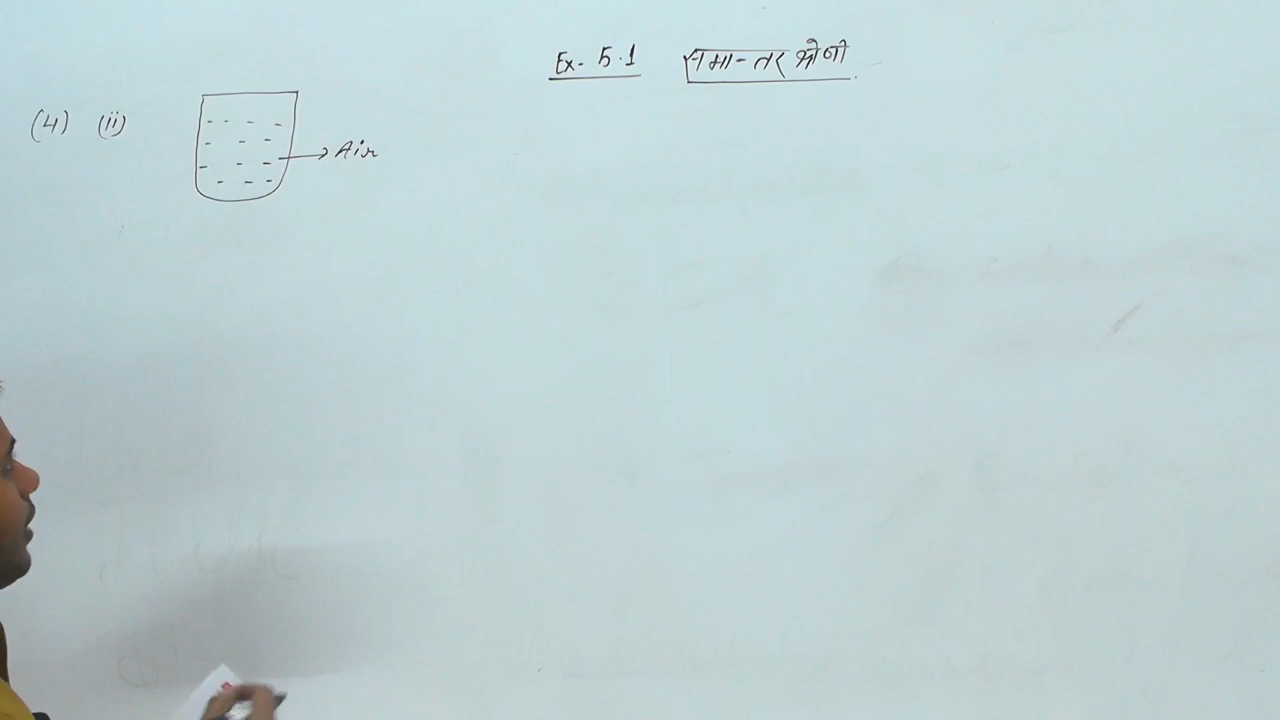 Ex- 5.1 समान्तर श्रेणी
(4) (ii)
Air